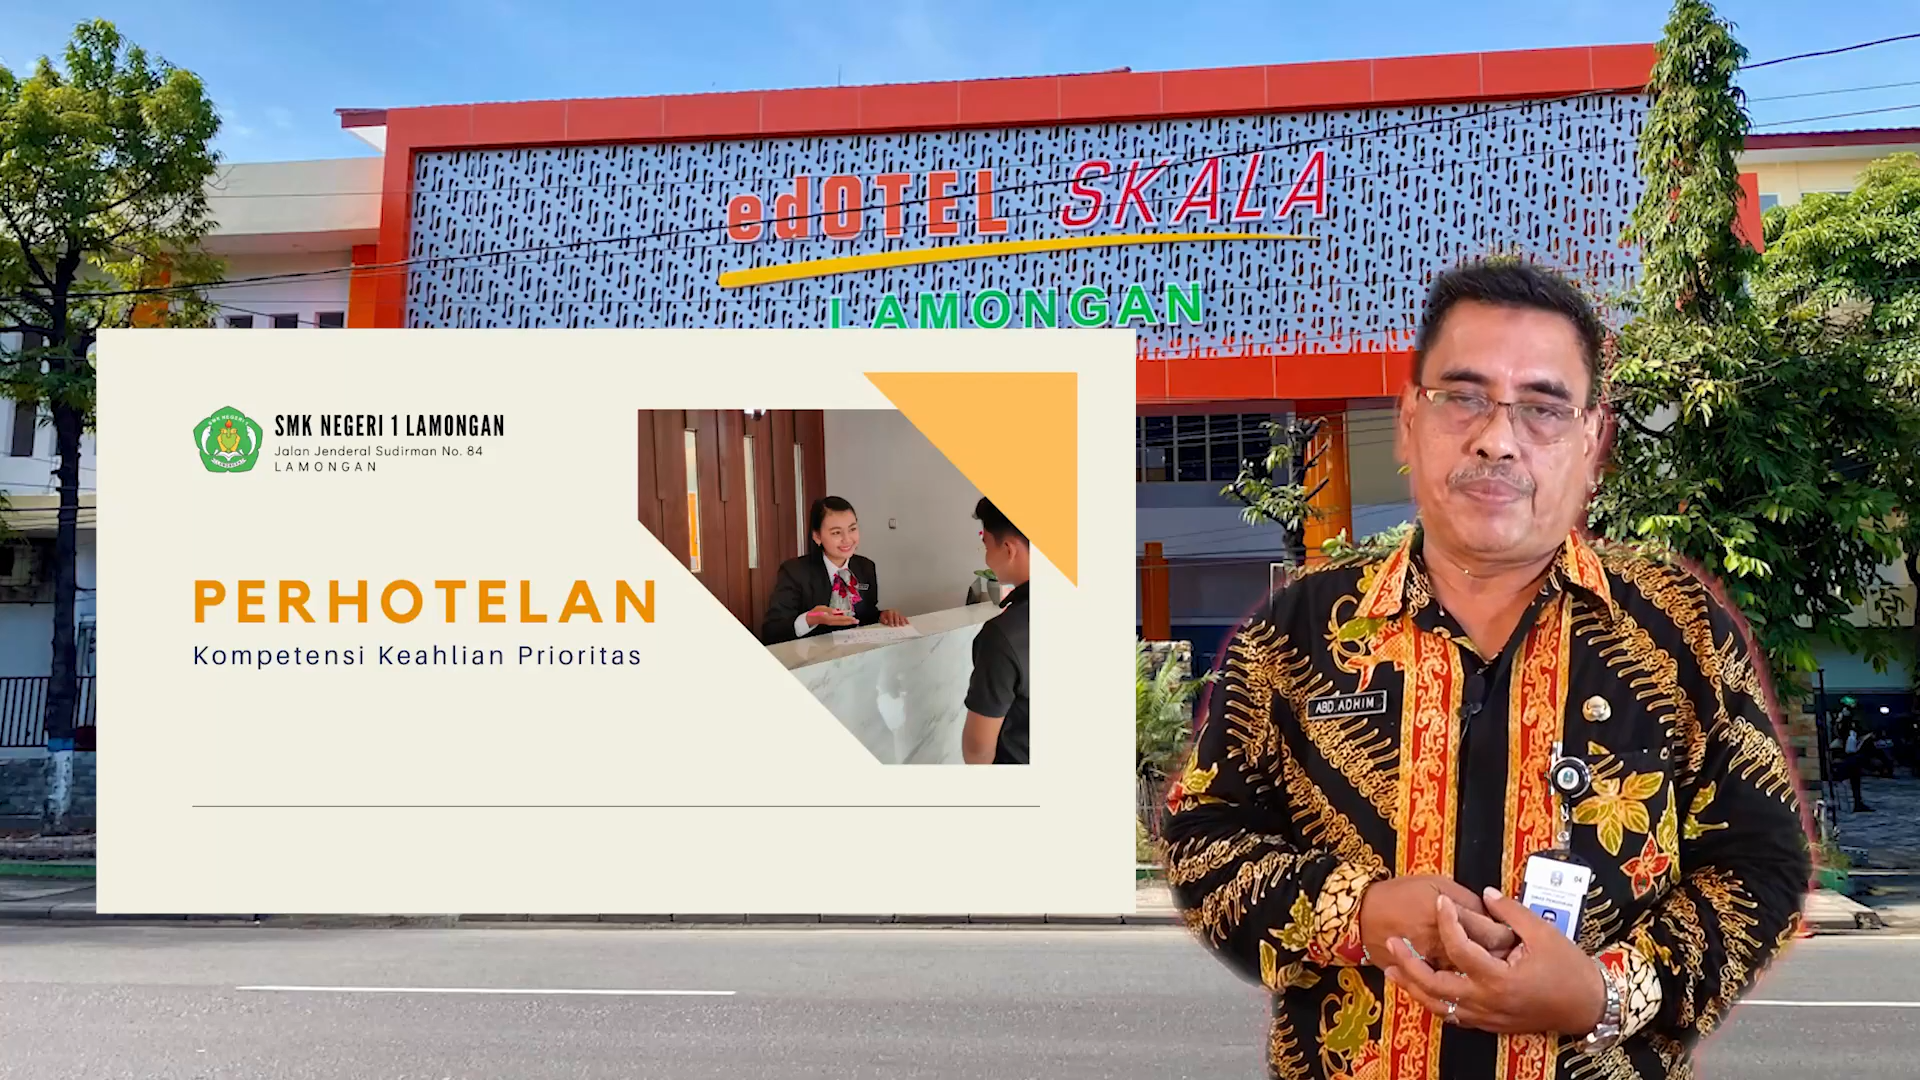 edOTEL SKALA
LAMONGAN
SMK NEGERI 1 LAMONGAN
Jalan Jenderal Sudirman No. 84
LAMONGAN
PERHOTELAN
Kompetensi Keahlian Prioritas
ABD. ADHIM
04